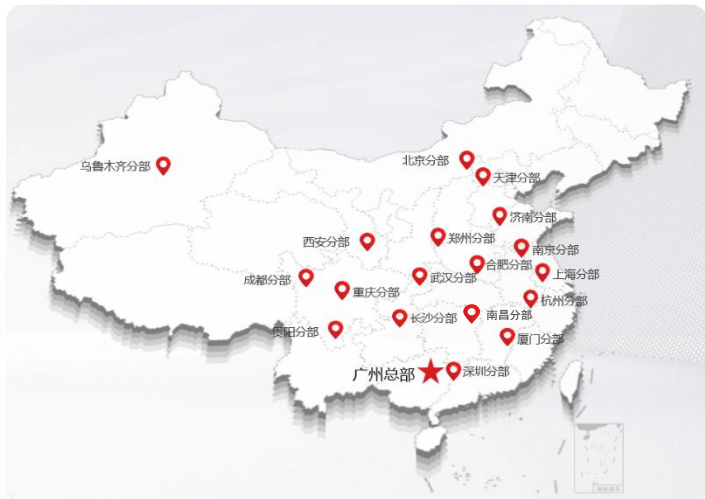 北京分部
乌鲁木齐分部
天津分部
济南分部
郑州分部
西安分部
南京分部
合肥分部
上海分部
武汉分部
成都分部
重庆分部
杭州分部
南昌分部
长沙分部
贵阳分部
厦门分部
深圳分部
广州总部